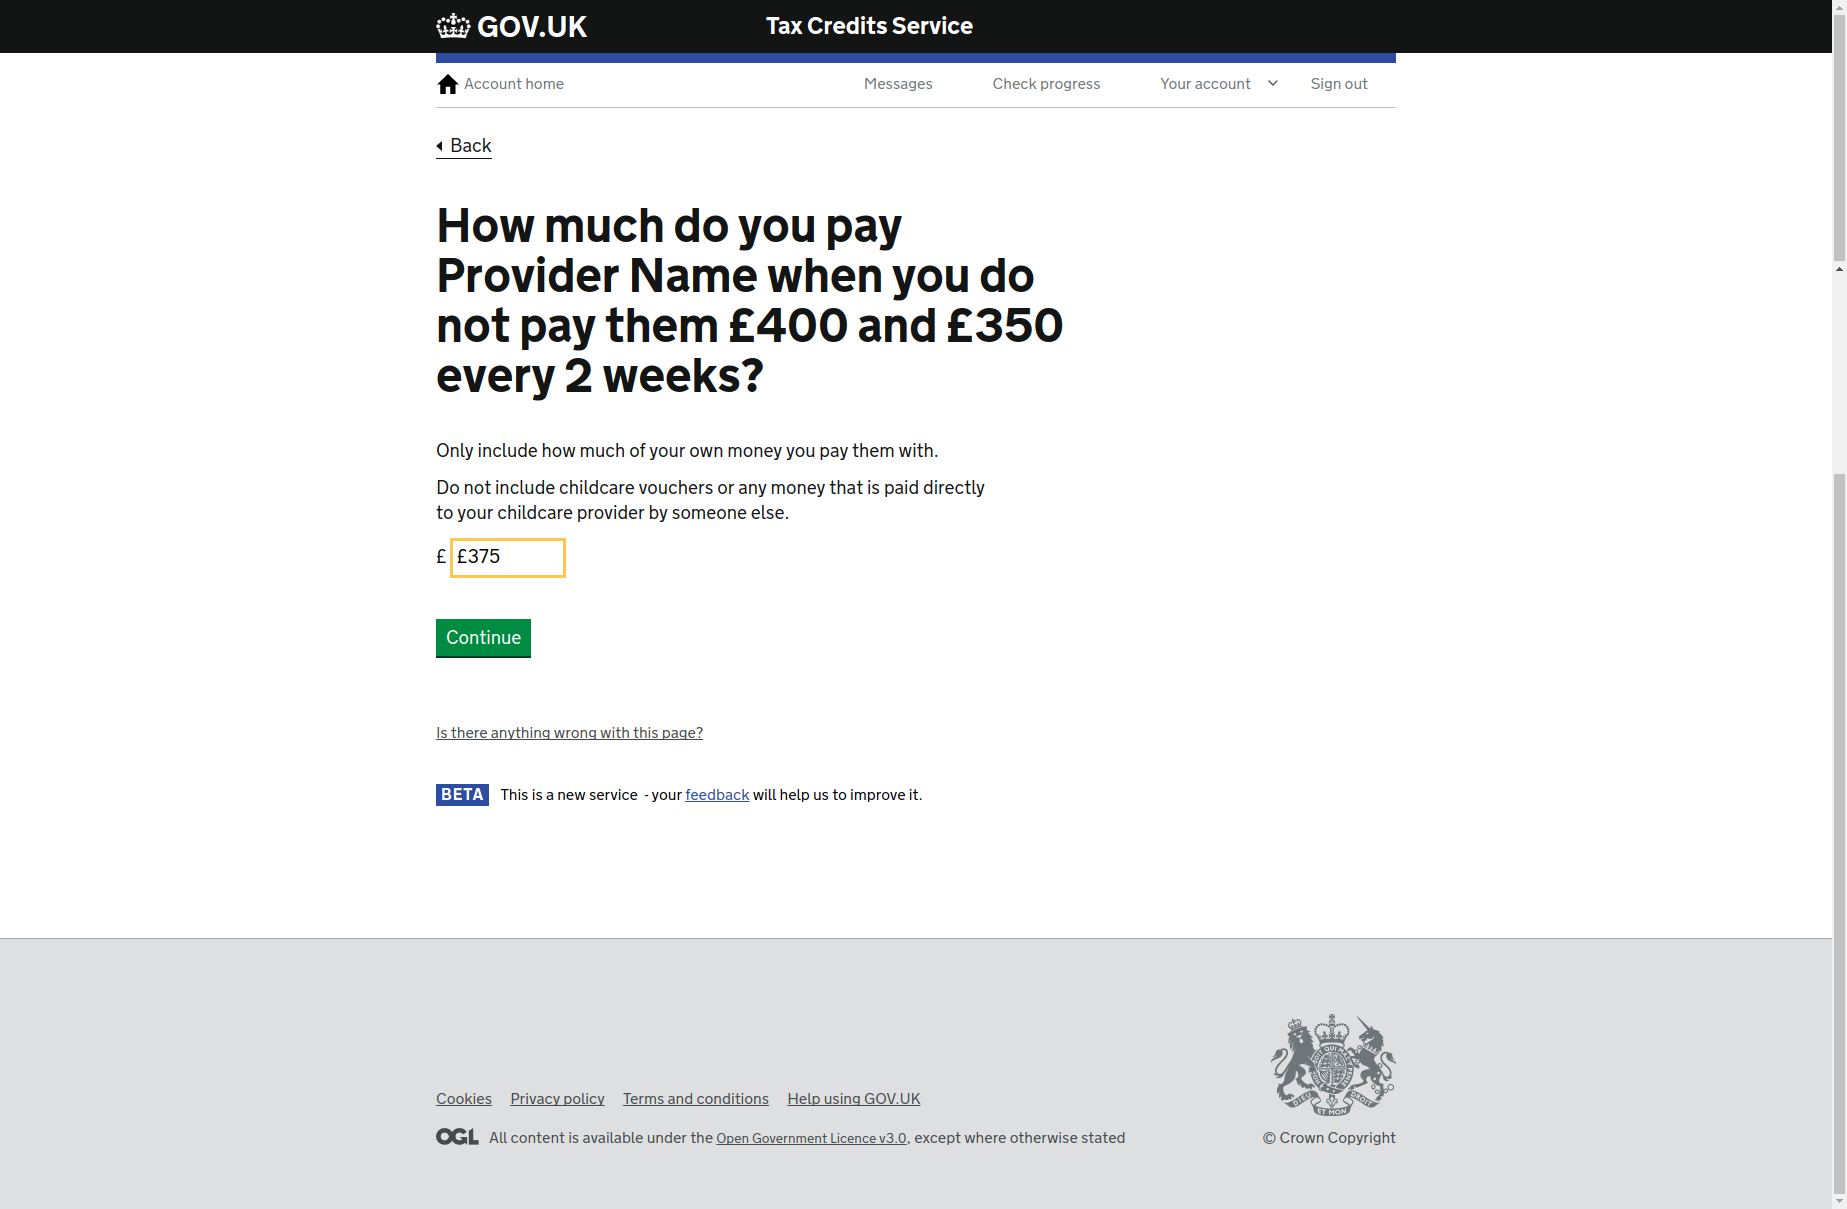 GOV.UK
Tax Credits Service
Account home
Messages
Check progress
Your account
Sign out
Back
How much do you pay
Provider Name when you do
not pay them £400 and £350
every 2 weeks?
Only include how much of your own money you pay them with.
Do not include childcare vouchers or any money that is paid directly
to your childcare provider by someone else.
£ £375
Continue
Is there anything wrong with this page?
BETA This is a new service - your feedback will help us to improve it.
Cookies
Privacy policy
Terms and conditions
Help using GOV.UK
OGL All content is available under the Open Government Licence v3.0, except where otherwise stated
© Crown Copyright